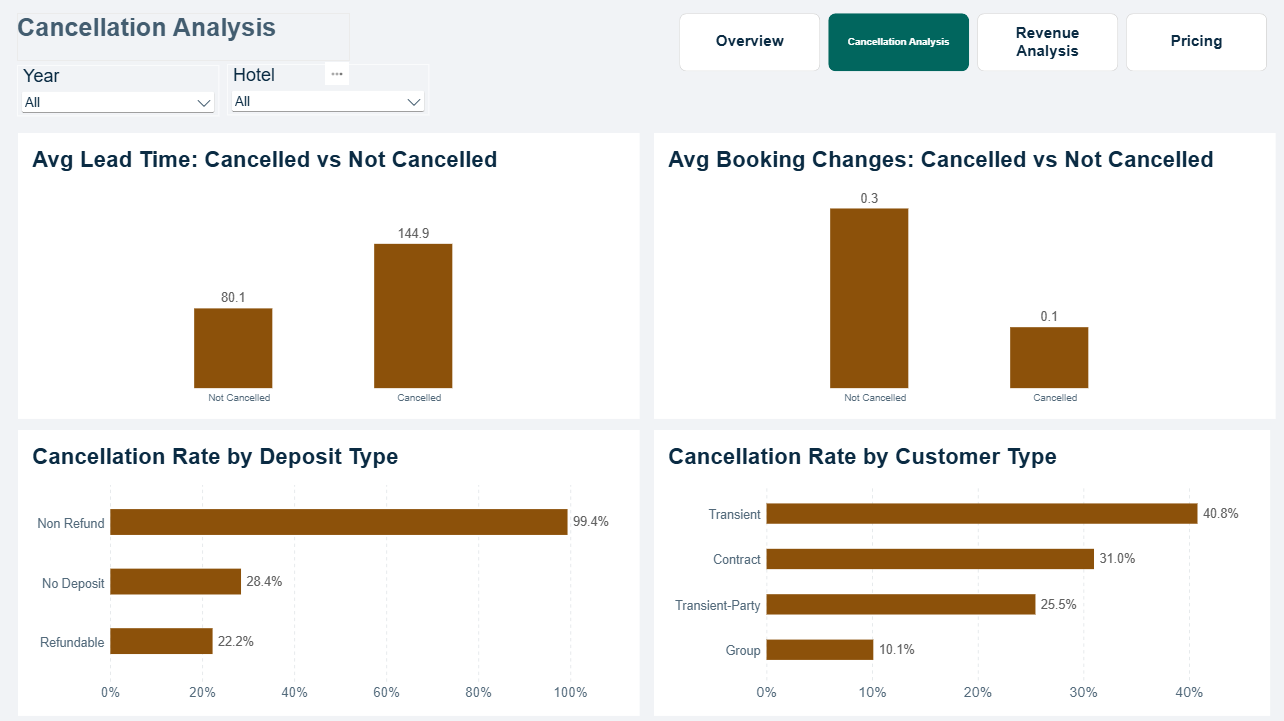 Cancellation Analysis
Overview
Cancellation Analysis
Revenue
Analysis
Pricing
Year
All
Hotel
All
Avg Lead Time: Cancelled vs Not Cancelled
80.1
144.9
Not Cancelled
Cancelled
Avg Booking Changes: Cancelled vs Not Cancelled
0.3
0.1
Not Cancelled
Cancelled
Cancellation Rate by Deposit Type
Non Refund 99.4%
No Deposit 28.4%
Refundable 22.2%
0% 20% 40% 60% 80% 100%
Cancellation Rate by Customer Type
Transient 40.8%
Contract 31.0%
Transient-Party 25.5%
Group 10.1%
0% 10% 20% 30% 40%